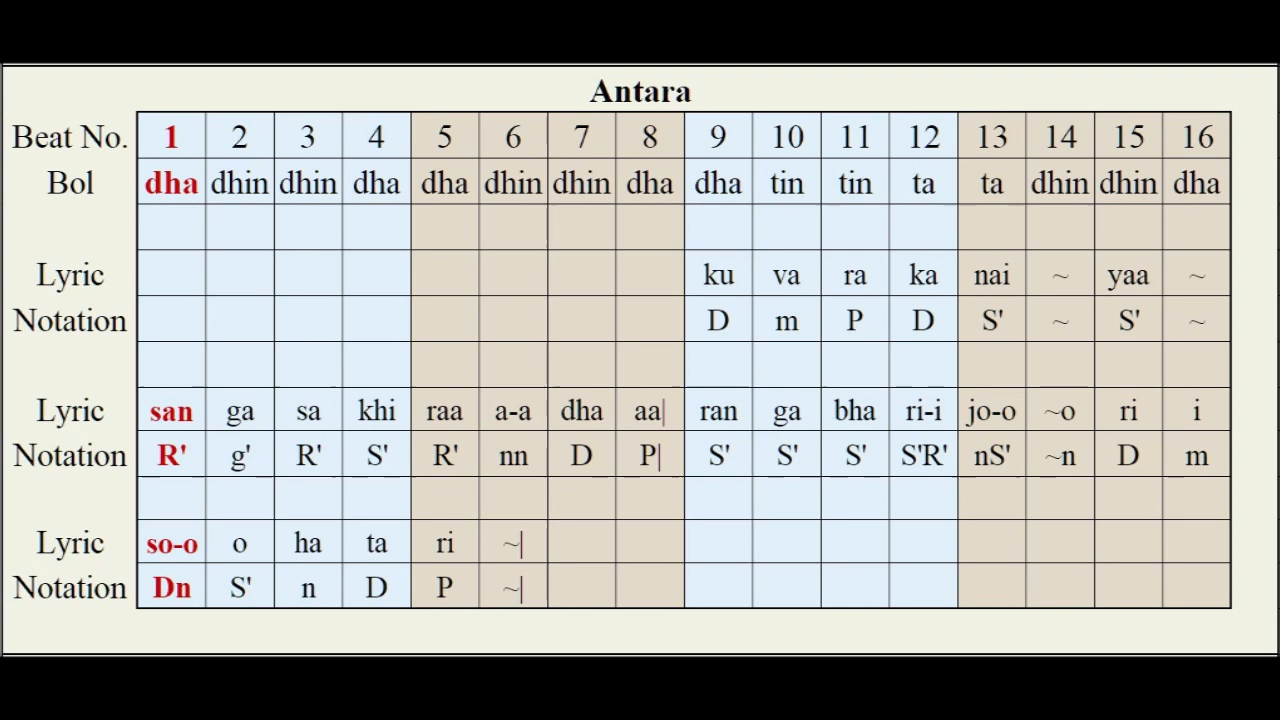 Antara
Beat No. 1 2 3 4 5 6 7 8 9 10 11 12 13 14 15 16
Bol dha dhin dhin dha dha dhin dhin dha dha tin tin ta ta dhin dhin dha
Lyric ku va ra ka nai ~ yaa ~
Notation D m P D S' ~ S' ~
Lyric san ga sa khi raa a-a dha aa| ran ga bha ri-i jo-o ~o ri i
Notation R' g' R' S' R' nn D P| S' S' S' S'R' nS' ~n D m
Lyric so-o o ha ta ri ~|
Notation Dn S' n D P ~|